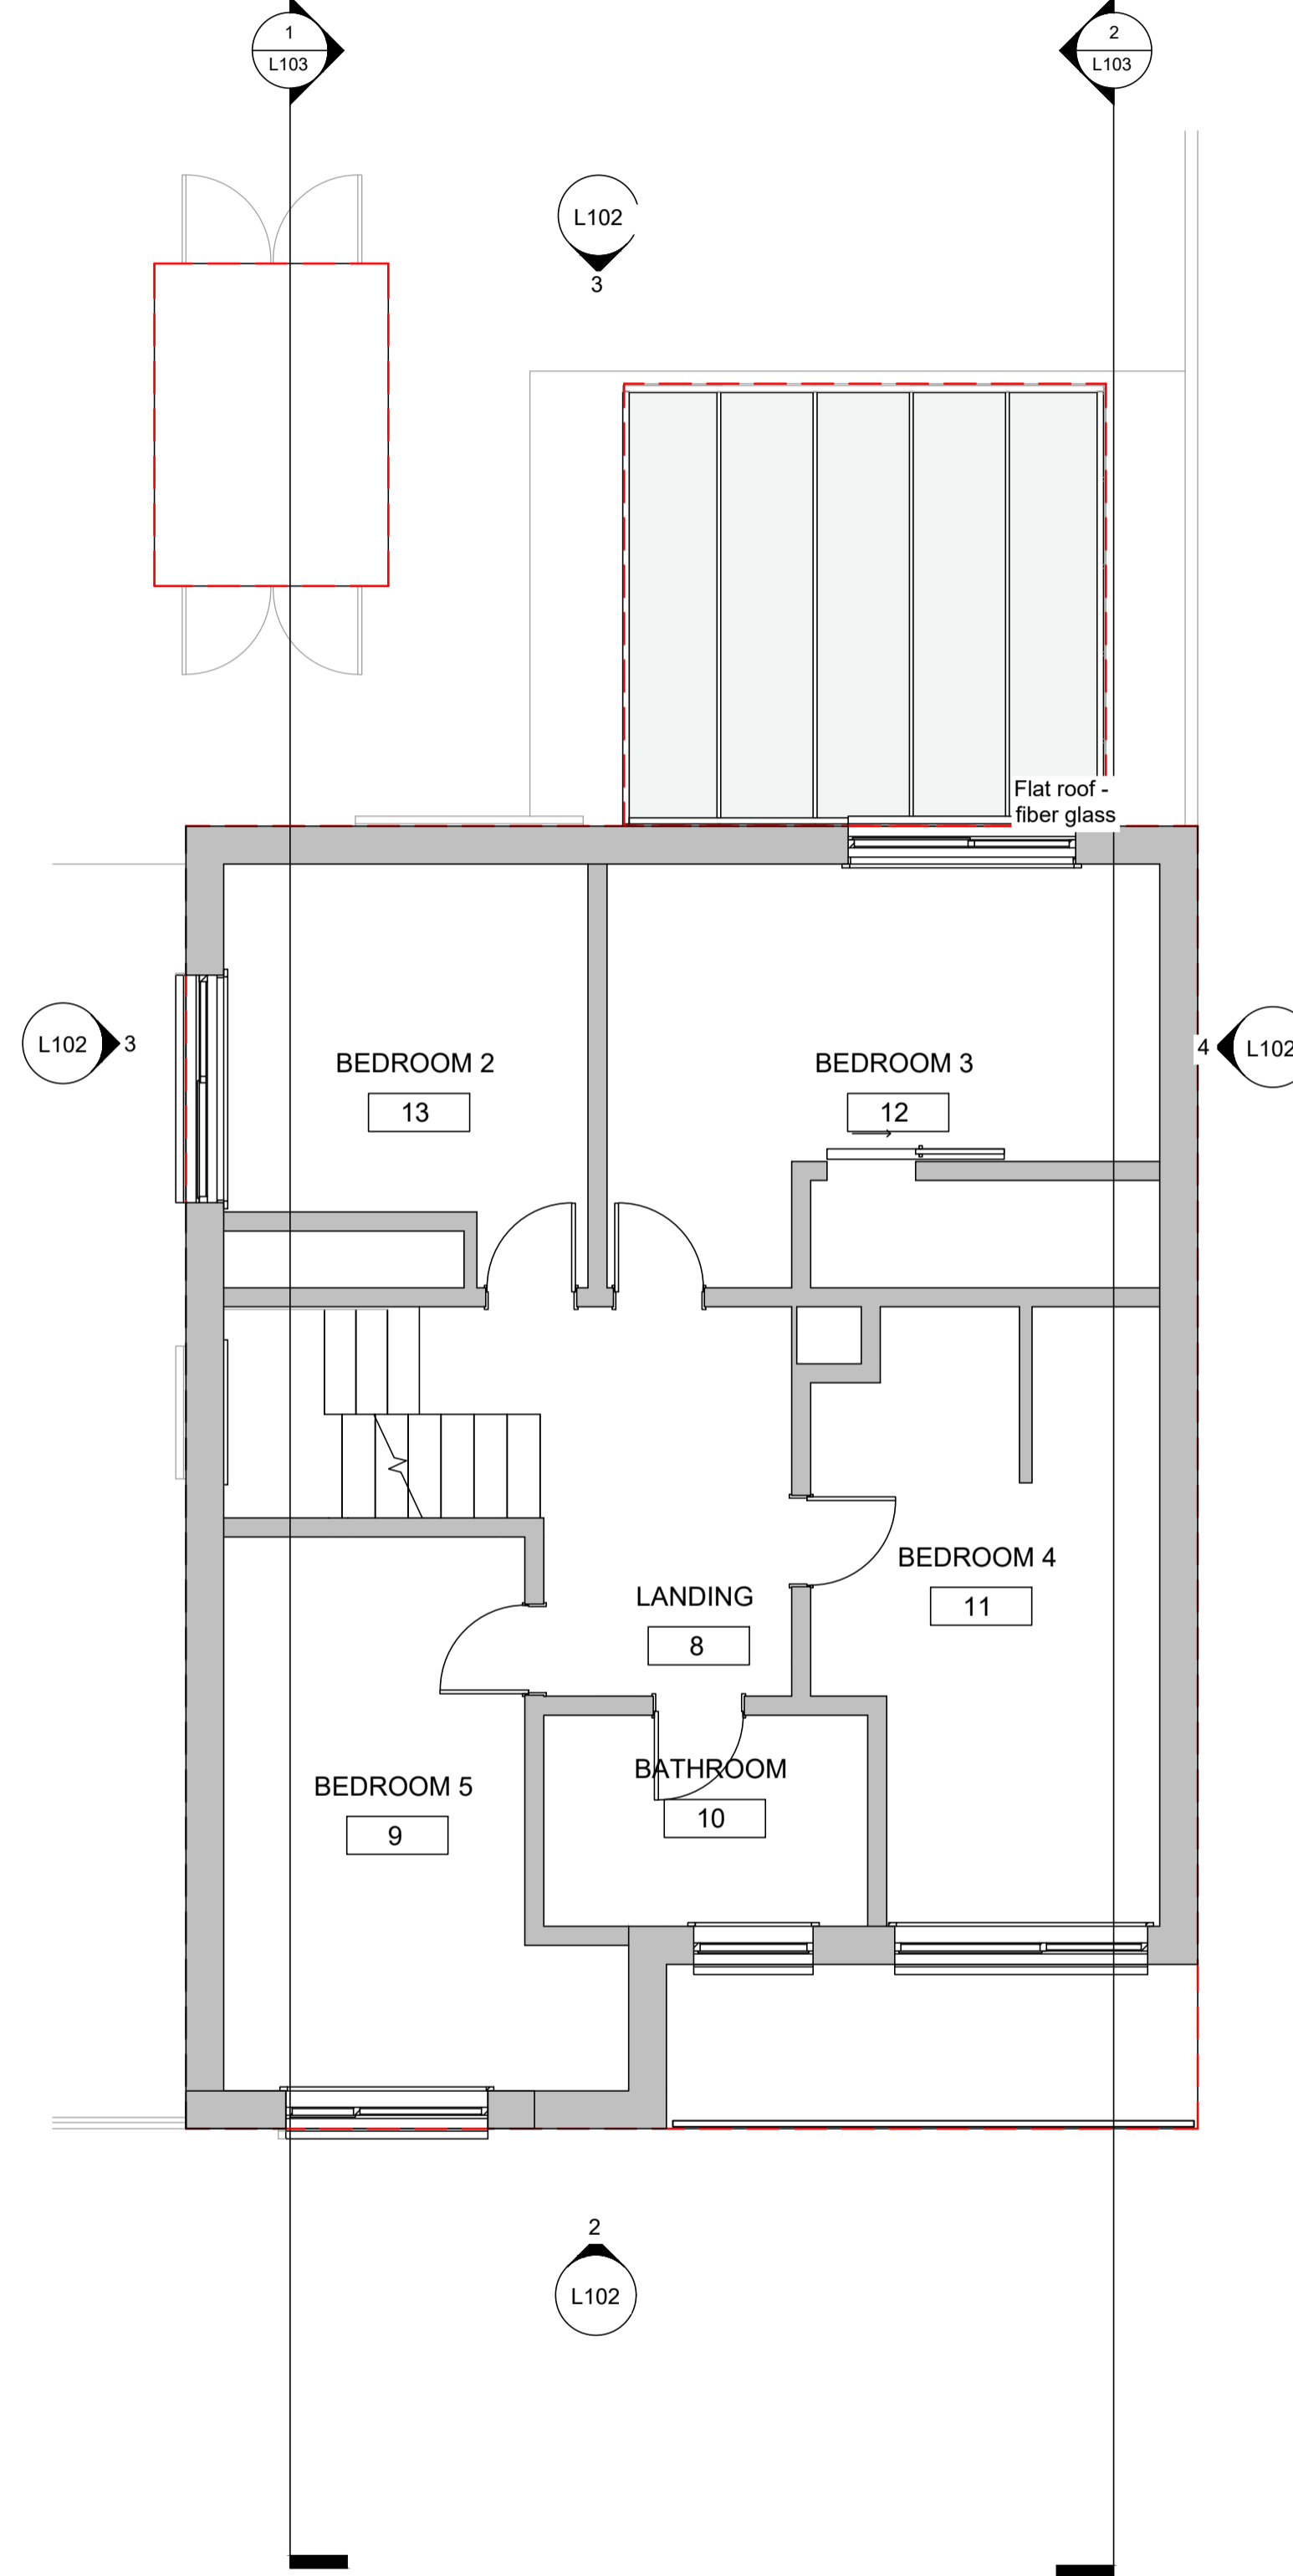 1
L103
2
L103
L102
3
Flat roof -
fiber glass
L102 3
4 L102
BEDROOM 2
13
BEDROOM 3
12
BEDROOM 4
11
LANDING
8
BATHROOM
10
BEDROOM 5
9
2
L102